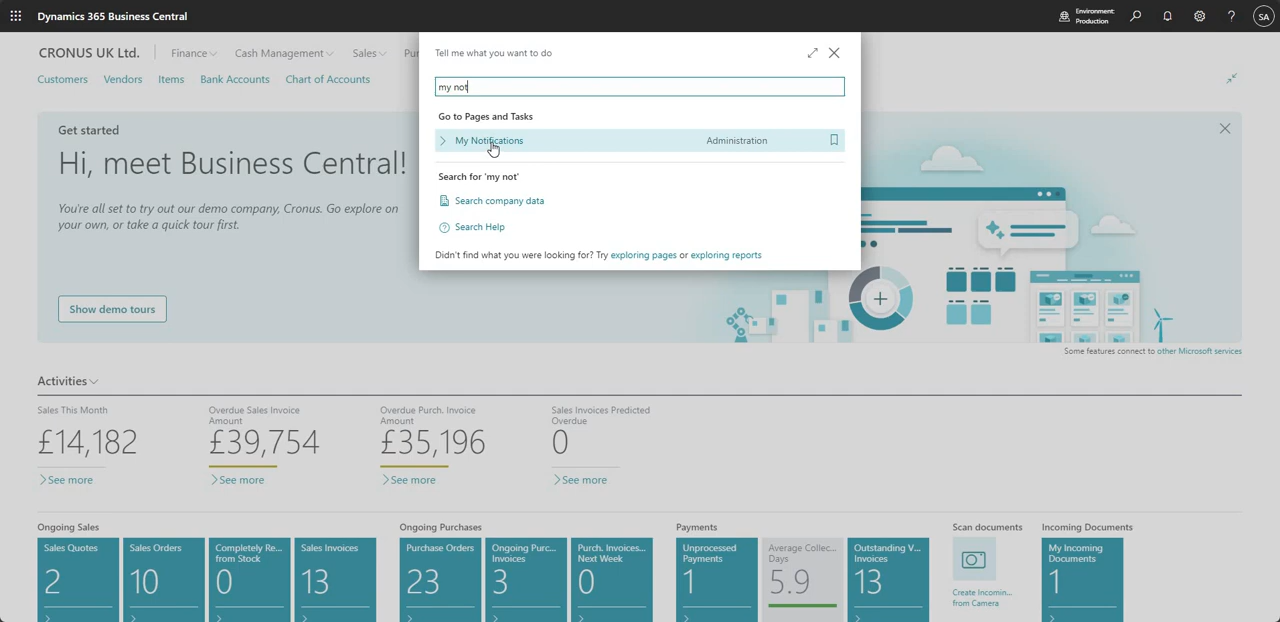 Dynamics 365 Business Central
Environment:
Production
SA
CRONUS UK Ltd.
Finance
Cash Management
Sales
Pur
Customers
Vendors
Items
Bank Accounts
Chart of Accounts
Tell me what you want to do
my not
Go to Pages and Tasks
My Notifications
Administration
Search for 'my not'
Search company data
Search Help
Didn't find what you were looking for? Try exploring pages or exploring reports
Get started
Hi, meet Business Central!
You're all set to try out our demo company, Cronus. Go explore on
your own, or take a quick tour first.
Show demo tours
Some features connect to other Microsoft services
Activities
Sales This Month
£14,182
See more
Overdue Sales Invoice
Amount
£39,754
See more
Overdue Purch. Invoice
Amount
£35,196
See more
Sales Invoices Predicted
Overdue
0
See more
Ongoing Sales
Sales Quotes
2
Sales Orders
10
Completely Re...
from Stock
0
Sales Invoices
13
Ongoing Purchases
Purchase Orders
23
Ongoing Purc...
Invoices
3
Purch. Invoices...
Next Week
0
Payments
Unprocessed
Payments
1
Average Collec...
Days
5.9
Outstanding V...
Invoices
13
Scan documents
Create Incomin...
from Camera
Incoming Documents
My Incoming
Documents
1